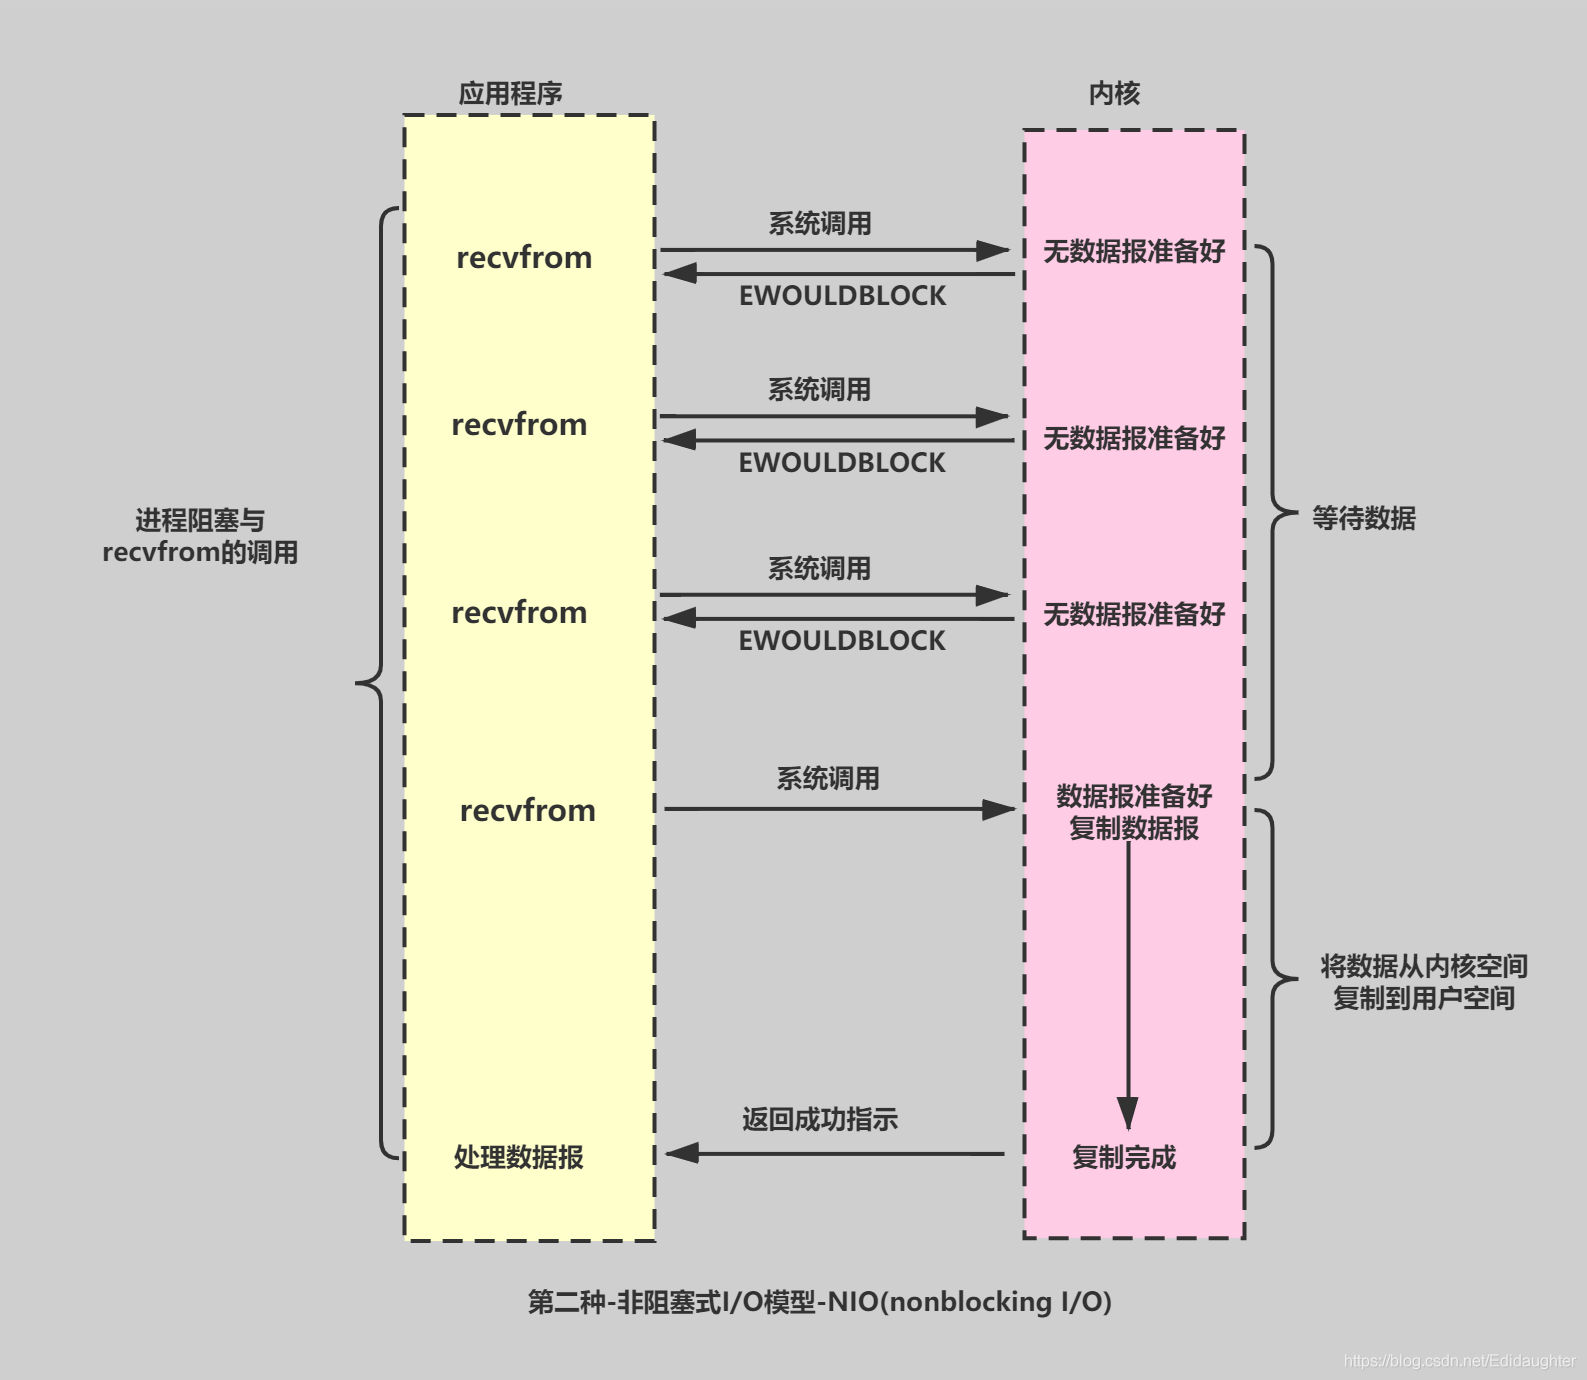 应用程序
内核
系统调用
recvfrom
无数据报准备好
EWOULDBLOCK
系统调用
recvfrom
无数据报准备好
EWOULDBLOCK
进程阻塞与
recvfrom的调用
等待数据
系统调用
recvfrom
无数据报准备好
EWOULDBLOCK
系统调用
recvfrom
数据报准备好
复制数据报
将数据从内核空间
复制到用户空间
返回成功指示
处理数据报
复制完成
第二种-非阻塞式I/O模型-NIO(nonblocking I/O)
https://blog.csdn.net/Edidaughter